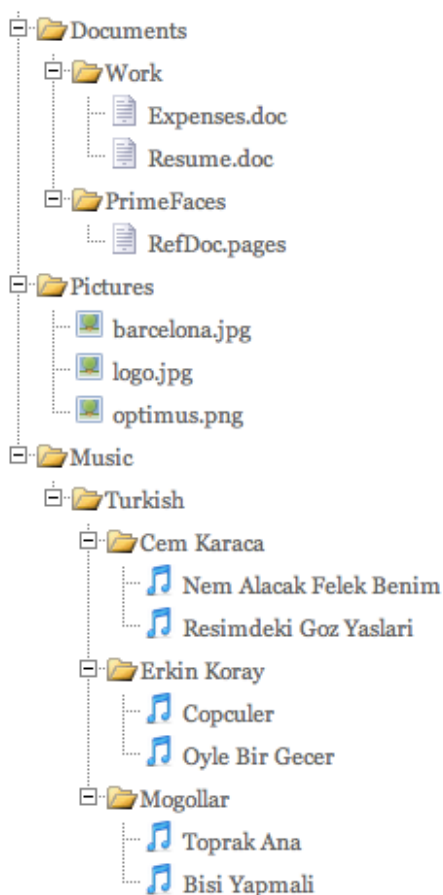 Documents
Work
Expenses.doc
Resume.doc
PrimeFaces
RefDoc.pages
Pictures
barcelona.jpg
logo.jpg
optimus.png
Music
Turkish
Cem Karaca
Nem Alacak Felek Benim
Resimdeki Goz Yaslari
Erkin Koray
Copculer
Oyle Bir Gecer
Mogollar
Toprak Ana
Bisi Yapmali